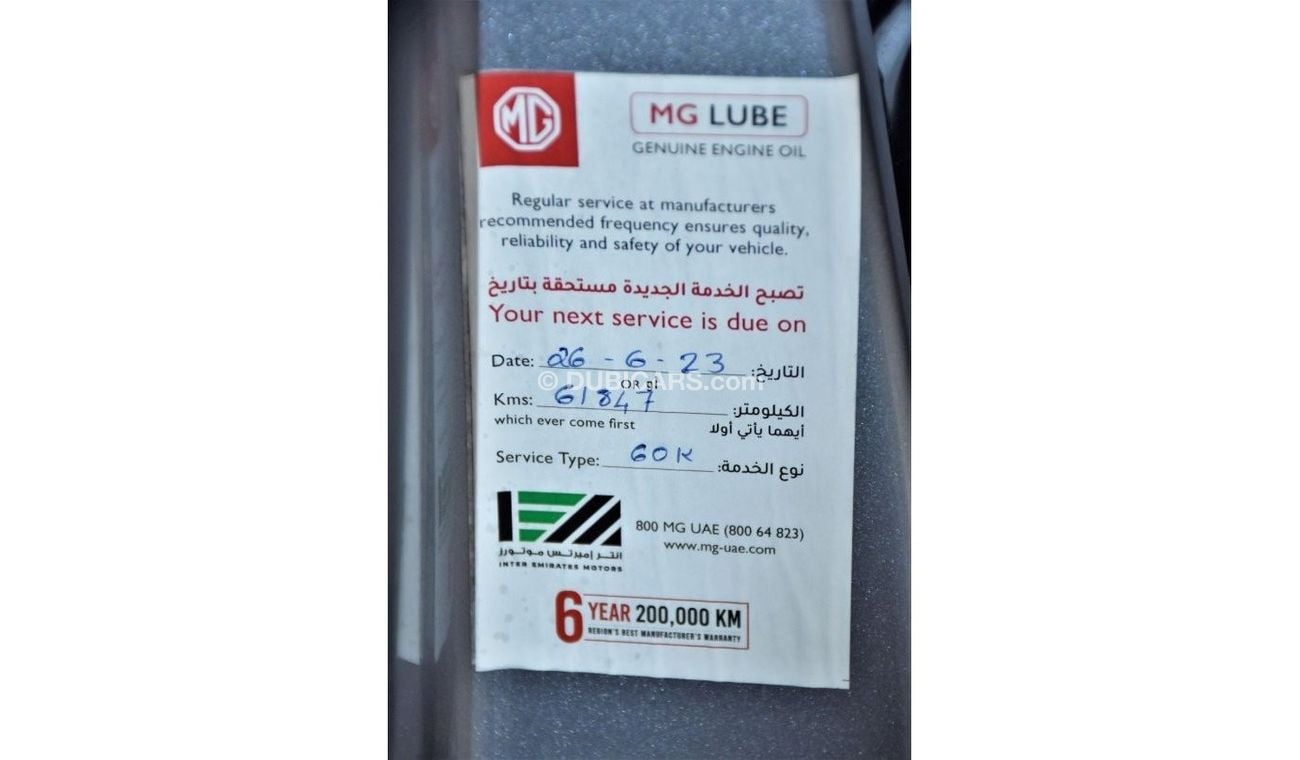 MG
MG LUBE
GENUINE ENGINE OIL
Regular service at manufacturers
recommended frequency ensures quality,
reliability and safety of your vehicle.
تصبح الخدمة الجديدة مستحقة بتاريخ
Your next service is due on
Date: 26 - 6 - 23 التاريخ:
OR أو
© DUBICARS.com
Kms: 61847 الكيلومتر:
which ever come first أيهما يأتي أولا
Service Type: 60K نوع الخدمة:
800 MG UAE (800 64 823)
www.mg-uae.com
انتر إميرتس موتورز
INTER EMIRATES MOTORS
6 YEAR 200,000 KM
REGION'S BEST MANUFACTURER'S WARRANTY